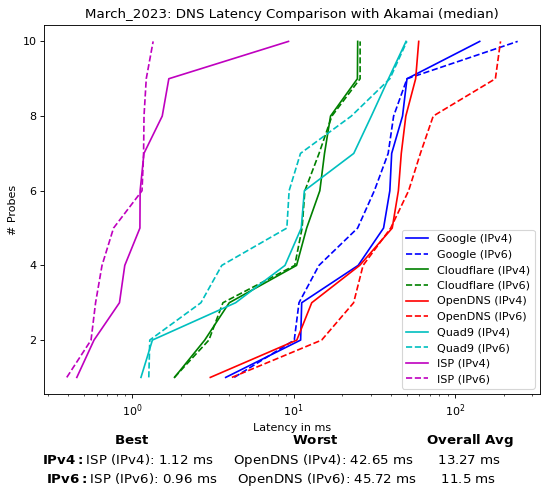 March_2023: DNS Latency Comparison with Akamai (median)
# Probes
10
8
6
4
2
Google (IPv4)
Google (IPv6)
Cloudflare (IPv4)
Cloudflare (IPv6)
OpenDNS (IPv4)
OpenDNS (IPv6)
Quad9 (IPv4)
Quad9 (IPv6)
ISP (IPv4)
ISP (IPv6)
10⁰ 10¹ 10²
Latency in ms
Best Worst Overall Avg
IPv4: ISP (IPv4): 1.12 ms OpenDNS (IPv4): 42.65 ms 13.27 ms
IPv6: ISP (IPv6): 0.96 ms OpenDNS (IPv6): 45.72 ms 11.5 ms